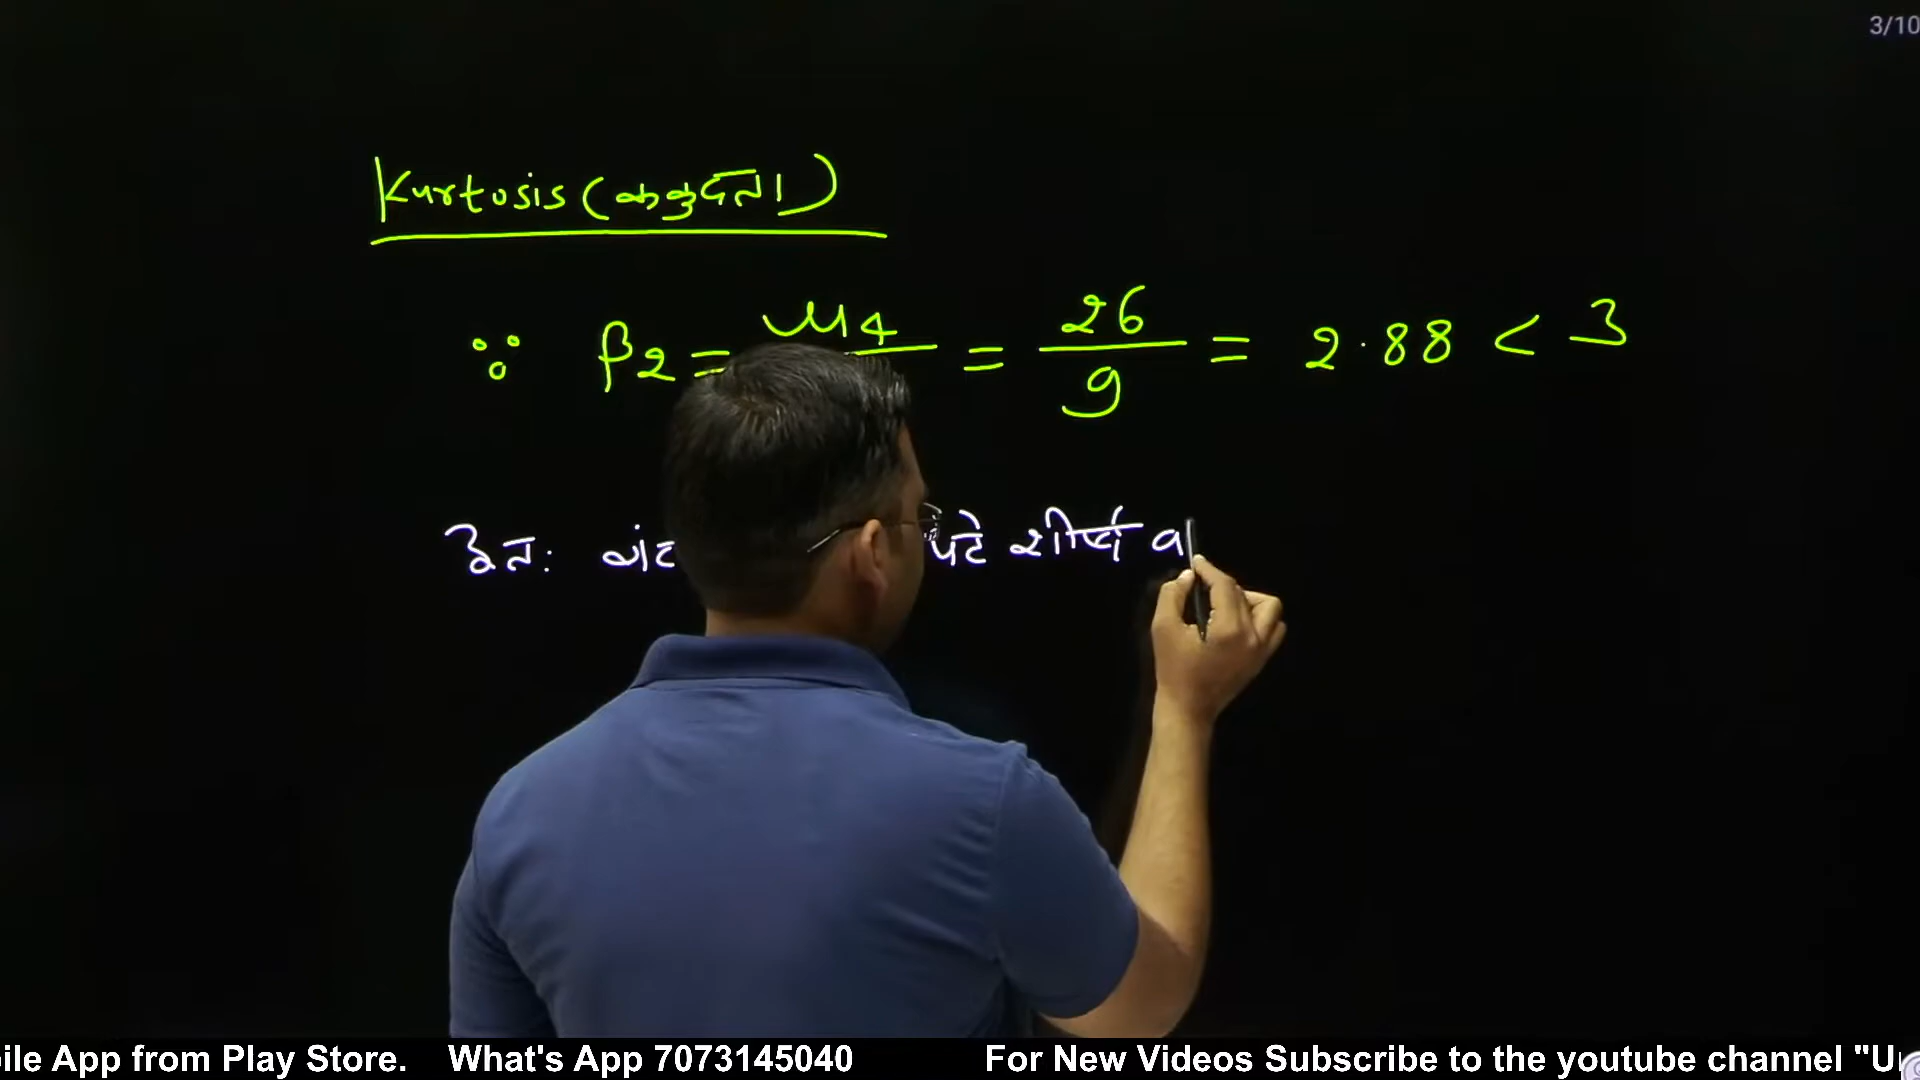 3/10
Kurtosis (ककुदता)
∵ β2 = μ4 = 26/9 = 2.88 < 3
अतः बंट पटे शीर्ष वा
ile App from Play Store. What's App 7073145040 For New Videos Subscribe to the youtube channel "U